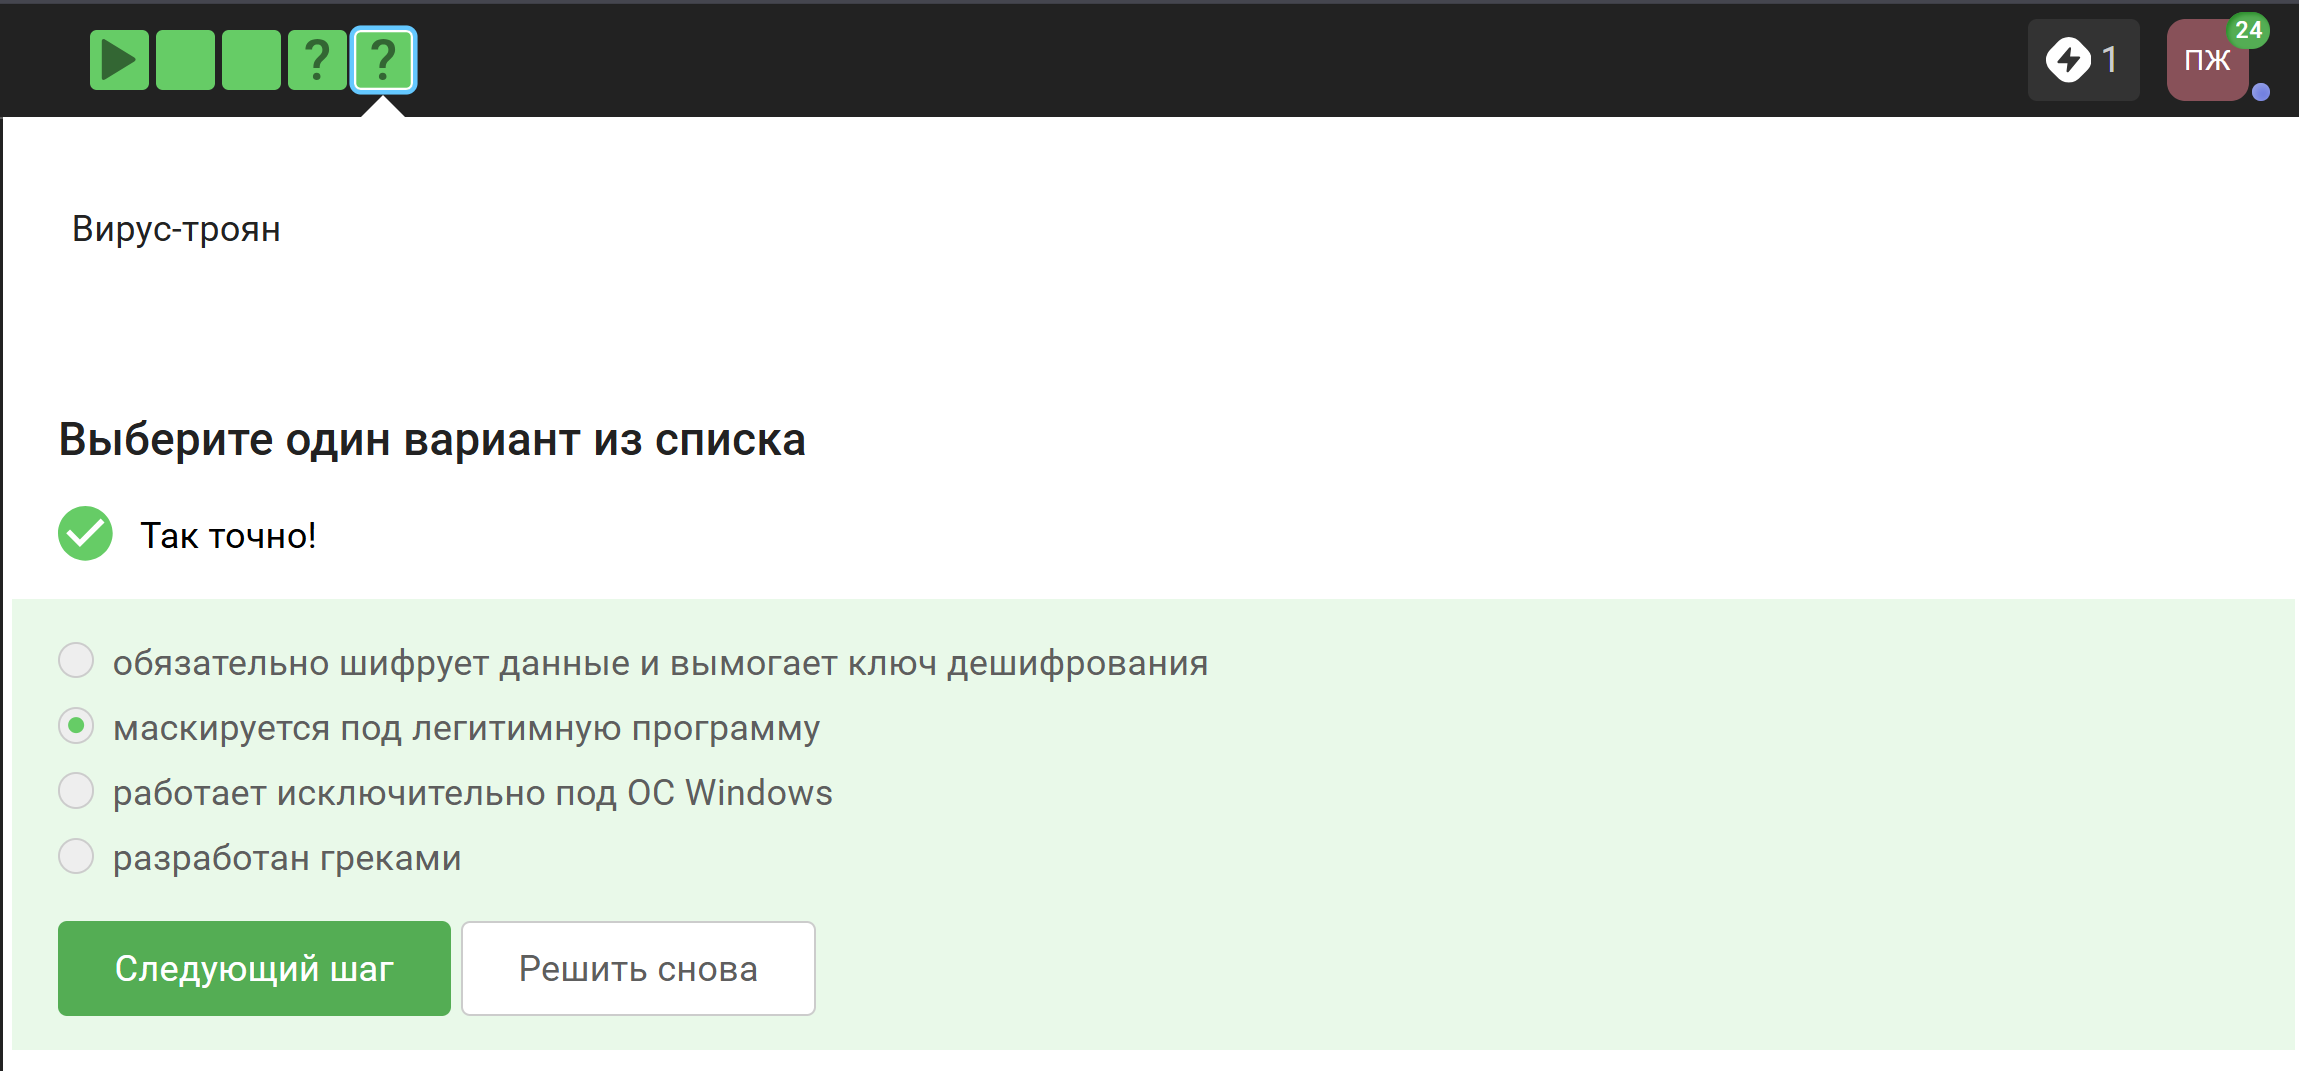 ? ?
1
ПЖ
24
Вирус-троян
Выберите один вариант из списка
Так точно!
обязательно шифрует данные и вымогает ключ дешифрования
маскируется под легитимную программу
работает исключительно под ОС Windows
разработан греками
Следующий шаг
Решить снова